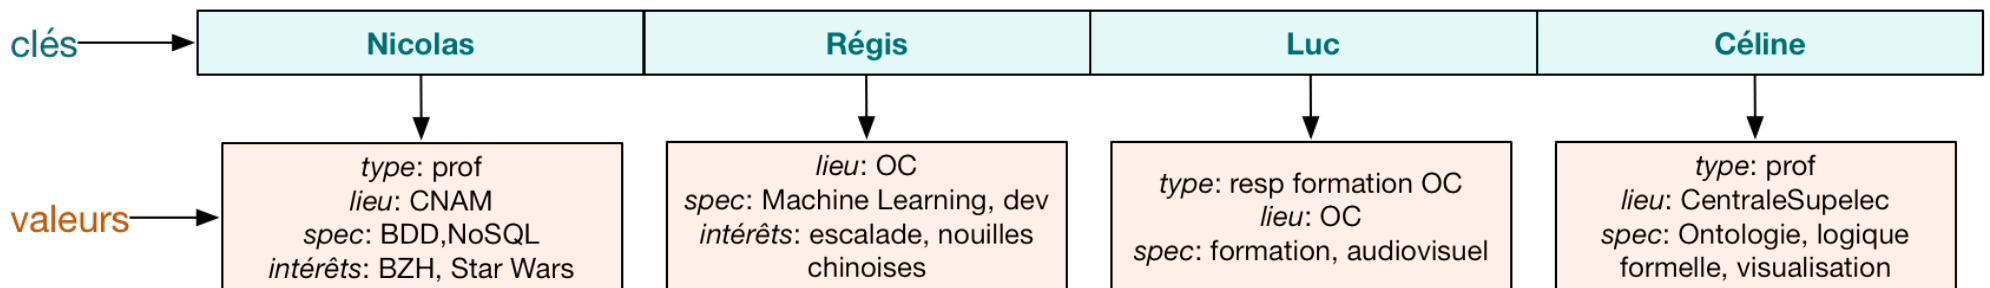 clés
Nicolas
Régis
Luc
Céline
valeurs
type: prof
lieu: CNAM
spec: BDD,NoSQL
intérêts: BZH, Star Wars
lieu: OC
spec: Machine Learning, dev
intérêts: escalade, nouilles
chinoises
type: resp formation OC
lieu: OC
spec: formation, audiovisuel
type: prof
lieu: CentraleSupelec
spec: Ontologie, logique
formelle, visualisation